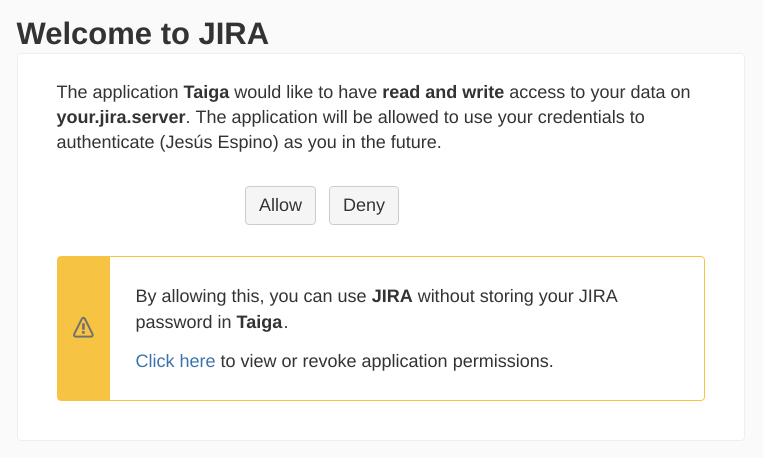 Welcome to JIRA
The application Taiga would like to have read and write access to your data on
your.jira.server. The application will be allowed to use your credentials to
authenticate (Jesús Espino) as you in the future.
Allow Deny
By allowing this, you can use JIRA without storing your JIRA
password in Taiga.
Click here to view or revoke application permissions.